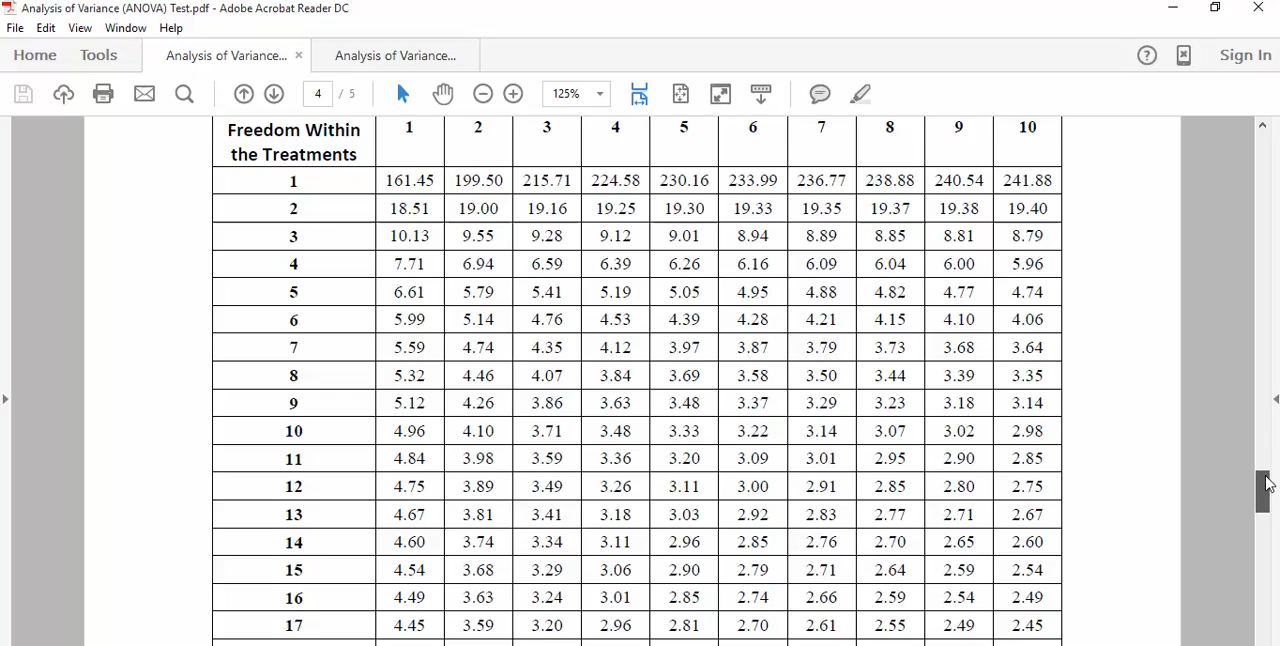 Analysis of Variance (ANOVA) Test.pdf - Adobe Acrobat Reader DC
File Edit View Window Help
Home Tools Analysis of Variance... × Analysis of Variance... Sign In
4 / 5 125%
Freedom Within the Treatments 1 2 3 4 5 6 7 8 9 10
1 161.45 199.50 215.71 224.58 230.16 233.99 236.77 238.88 240.54 241.88
2 18.51 19.00 19.16 19.25 19.30 19.33 19.35 19.37 19.38 19.40
3 10.13 9.55 9.28 9.12 9.01 8.94 8.89 8.85 8.81 8.79
4 7.71 6.94 6.59 6.39 6.26 6.16 6.09 6.04 6.00 5.96
5 6.61 5.79 5.41 5.19 5.05 4.95 4.88 4.82 4.77 4.74
6 5.99 5.14 4.76 4.53 4.39 4.28 4.21 4.15 4.10 4.06
7 5.59 4.74 4.35 4.12 3.97 3.87 3.79 3.73 3.68 3.64
8 5.32 4.46 4.07 3.84 3.69 3.58 3.50 3.44 3.39 3.35
9 5.12 4.26 3.86 3.63 3.48 3.37 3.29 3.23 3.18 3.14
10 4.96 4.10 3.71 3.48 3.33 3.22 3.14 3.07 3.02 2.98
11 4.84 3.98 3.59 3.36 3.20 3.09 3.01 2.95 2.90 2.85
12 4.75 3.89 3.49 3.26 3.11 3.00 2.91 2.85 2.80 2.75
13 4.67 3.81 3.41 3.18 3.03 2.92 2.83 2.77 2.71 2.67
14 4.60 3.74 3.34 3.11 2.96 2.85 2.76 2.70 2.65 2.60
15 4.54 3.68 3.29 3.06 2.90 2.79 2.71 2.64 2.59 2.54
16 4.49 3.63 3.24 3.01 2.85 2.74 2.66 2.59 2.54 2.49
17 4.45 3.59 3.20 2.96 2.81 2.70 2.61 2.55 2.49 2.45